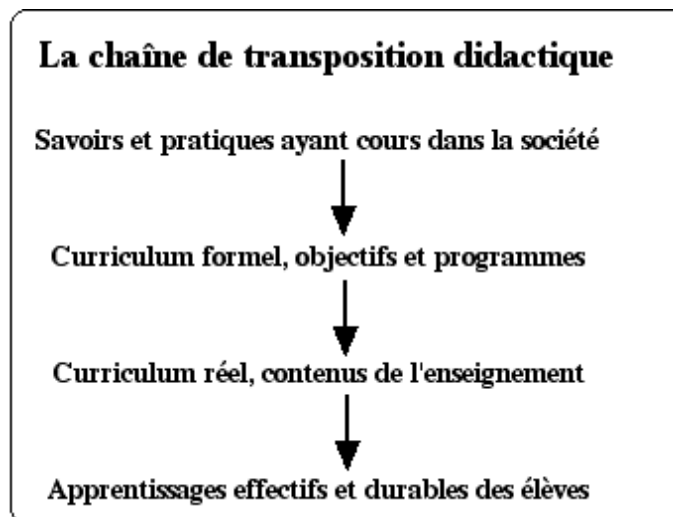 La chaîne de transposition didactique
Savoirs et pratiques ayant cours dans la société
Curriculum formel, objectifs et programmes
Curriculum réel, contenus de l'enseignement
Apprentissages effectifs et durables des élèves